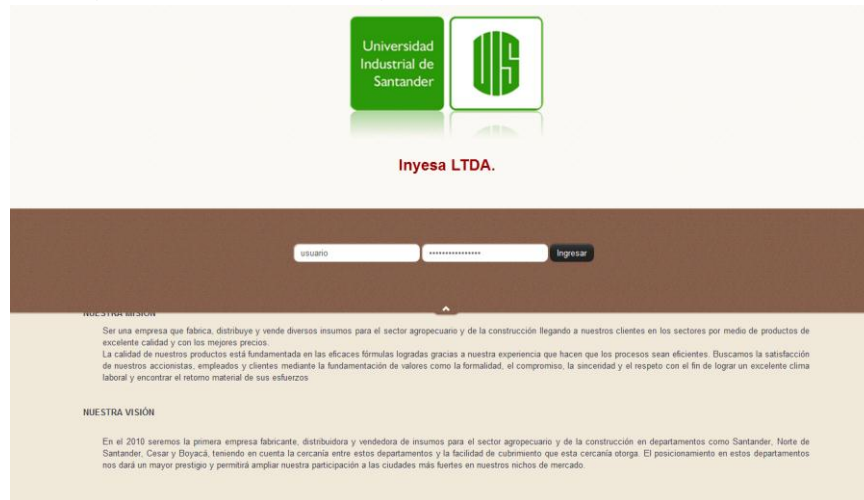 Universidad
Industrial de
Santander
UIS
Inyesa LTDA.
usuario
Ingresar
NUESTRA MISIÓN
Ser una empresa que fabrica, distribuye y vende diversos insumos para el sector agropecuario y de la construcción llegando a nuestros clientes en los sectores por medio de productos de
excelente calidad y con los mejores precios.
La calidad de nuestros productos está fundamentada en las eficaces fórmulas logradas gracias a nuestra experiencia que hacen que los procesos sean eficientes. Buscamos la satisfacción
de nuestros accionistas, empleados y clientes mediante la fundamentación de valores como la formalidad, el compromiso, la sinceridad y el respeto con el fin de lograr un excelente clima
laboral y encontrar el retorno material de sus esfuerzos
NUESTRA VISIÓN
En el 2010 seremos la primera empresa fabricante, distribuidora y vendedora de insumos para el sector agropecuario y de la construcción en departamentos como Santander, Norte de
Santander, Cesar y Boyacá, teniendo en cuenta la cercanía entre estos departamentos y la facilidad de cubrimiento que esta cercanía otorga. El posicionamiento en estos departamentos
nos dará un mayor prestigio y permitirá ampliar nuestra participación a las ciudades más fuertes en nuestros nichos de mercado.